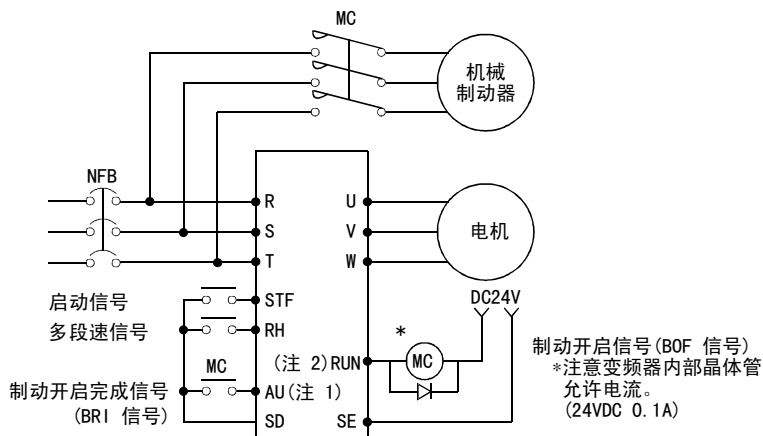 MC
机械
制动器
NFB
R
S
T
U
V
W
电机
DC24V
启动信号
多段速信号
STF
RH
MC
制动开启完成信号
(BRI 信号)
AU(注 1)
SD
(注 2)RUN
SE
*
MC
制动开启信号(BOF 信号)
*注意变频器内部晶体管
允许电流。
(24VDC 0.1A)